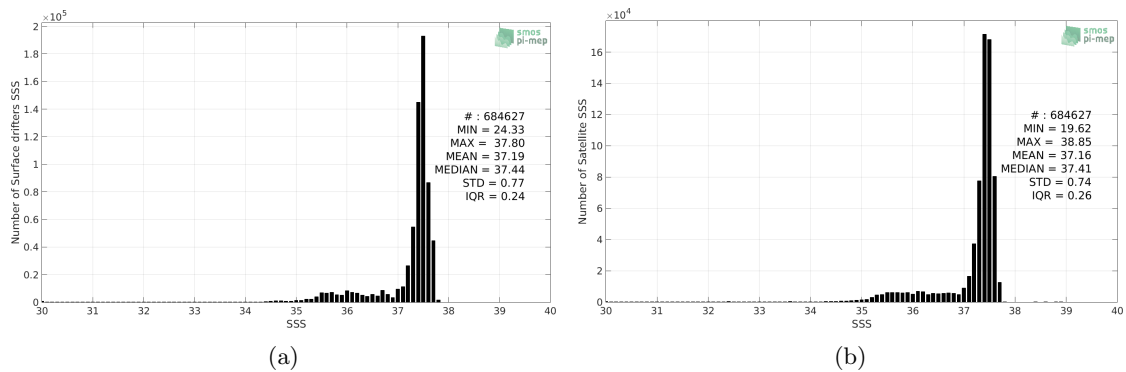 ×10⁵
2
1.8
1.6
1.4
1.2
1
0.8
0.6
0.4
0.2
0
Number of Surface drifters SSS
smos
pi-mep
# : 684627
MIN = 24.33
MAX = 37.80
MEAN = 37.19
MEDIAN = 37.44
STD = 0.77
IQR = 0.24
30 31 32 33 34 35 36 37 38 39 40
SSS
(a)
×10⁴
16
14
12
10
8
6
4
2
0
Number of Satellite SSS
smos
pi-mep
# : 684627
MIN = 19.62
MAX = 38.85
MEAN = 37.16
MEDIAN = 37.41
STD = 0.74
IQR = 0.26
30 31 32 33 34 35 36 37 38 39 40
SSS
(b)